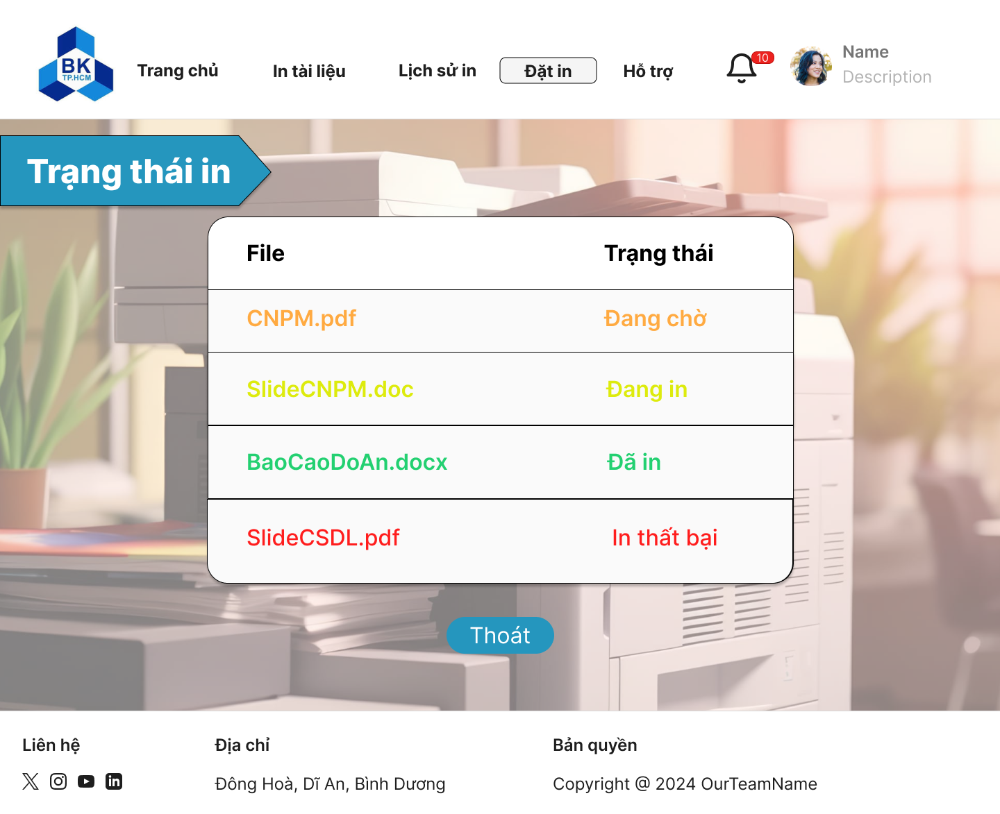 BK
TP.HCM
Trang chủ
In tài liệu
Lịch sử in
Đặt in
Hỗ trợ
10
Name
Description
Trạng thái in
File Trạng thái
CNPM.pdf Đang chờ
SlideCNPM.doc Đang in
BaoCaoDoAn.docx Đã in
SlideCSDL.pdf In thất bại
Thoát
Liên hệ
in
Địa chỉ
Đông Hoà, Dĩ An, Bình Dương
Bản quyền
Copyright @ 2024 OurTeamName